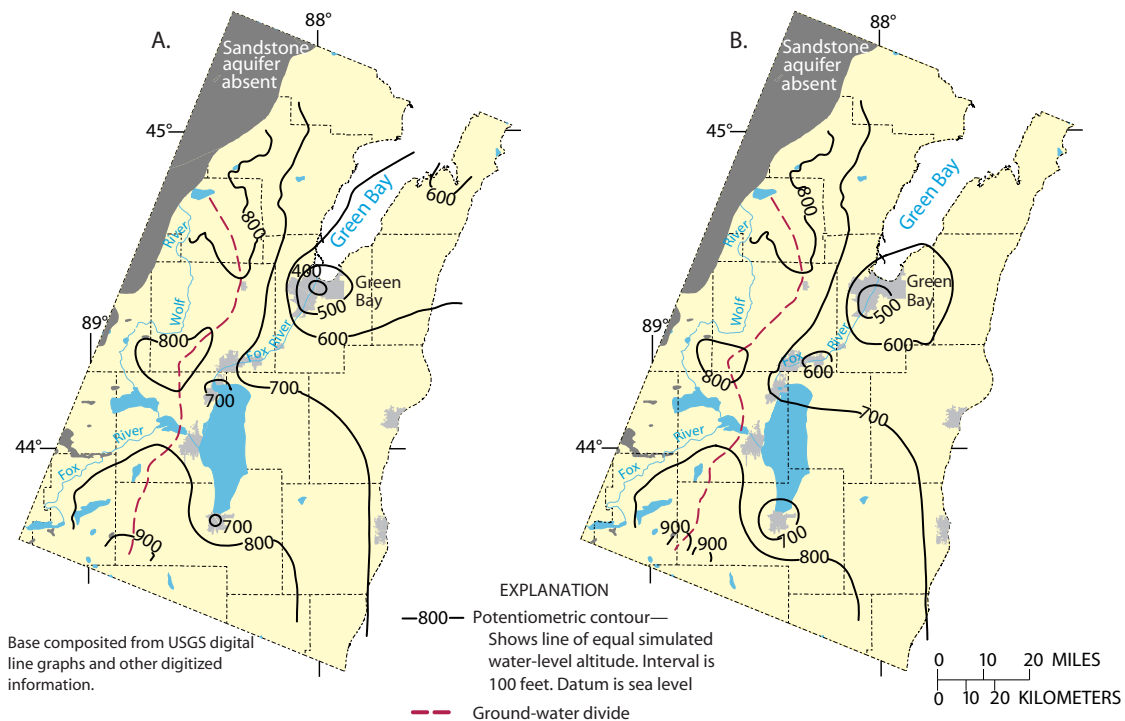 A.
88°
Sandstone
aquifer
absent
45°
800
600
Green Bay
River
400
Green
Bay
500
Wolf
600
89°
800
Fox River
700
700
44°
Fox River
700
900
800
B.
88°
Sandstone
aquifer
absent
45°
800
Green Bay
River
Green
Bay
500
Wolf
600
89°
800
Fox River
600
700
44°
Fox River
700
900
900
800
EXPLANATION
800 Potentiometric contour—
Shows line of equal simulated
water-level altitude. Interval is
100 feet. Datum is sea level
Ground-water divide
Base composited from USGS digital
line graphs and other digitized
information.
0 10 20 MILES
0 10 20 KILOMETERS